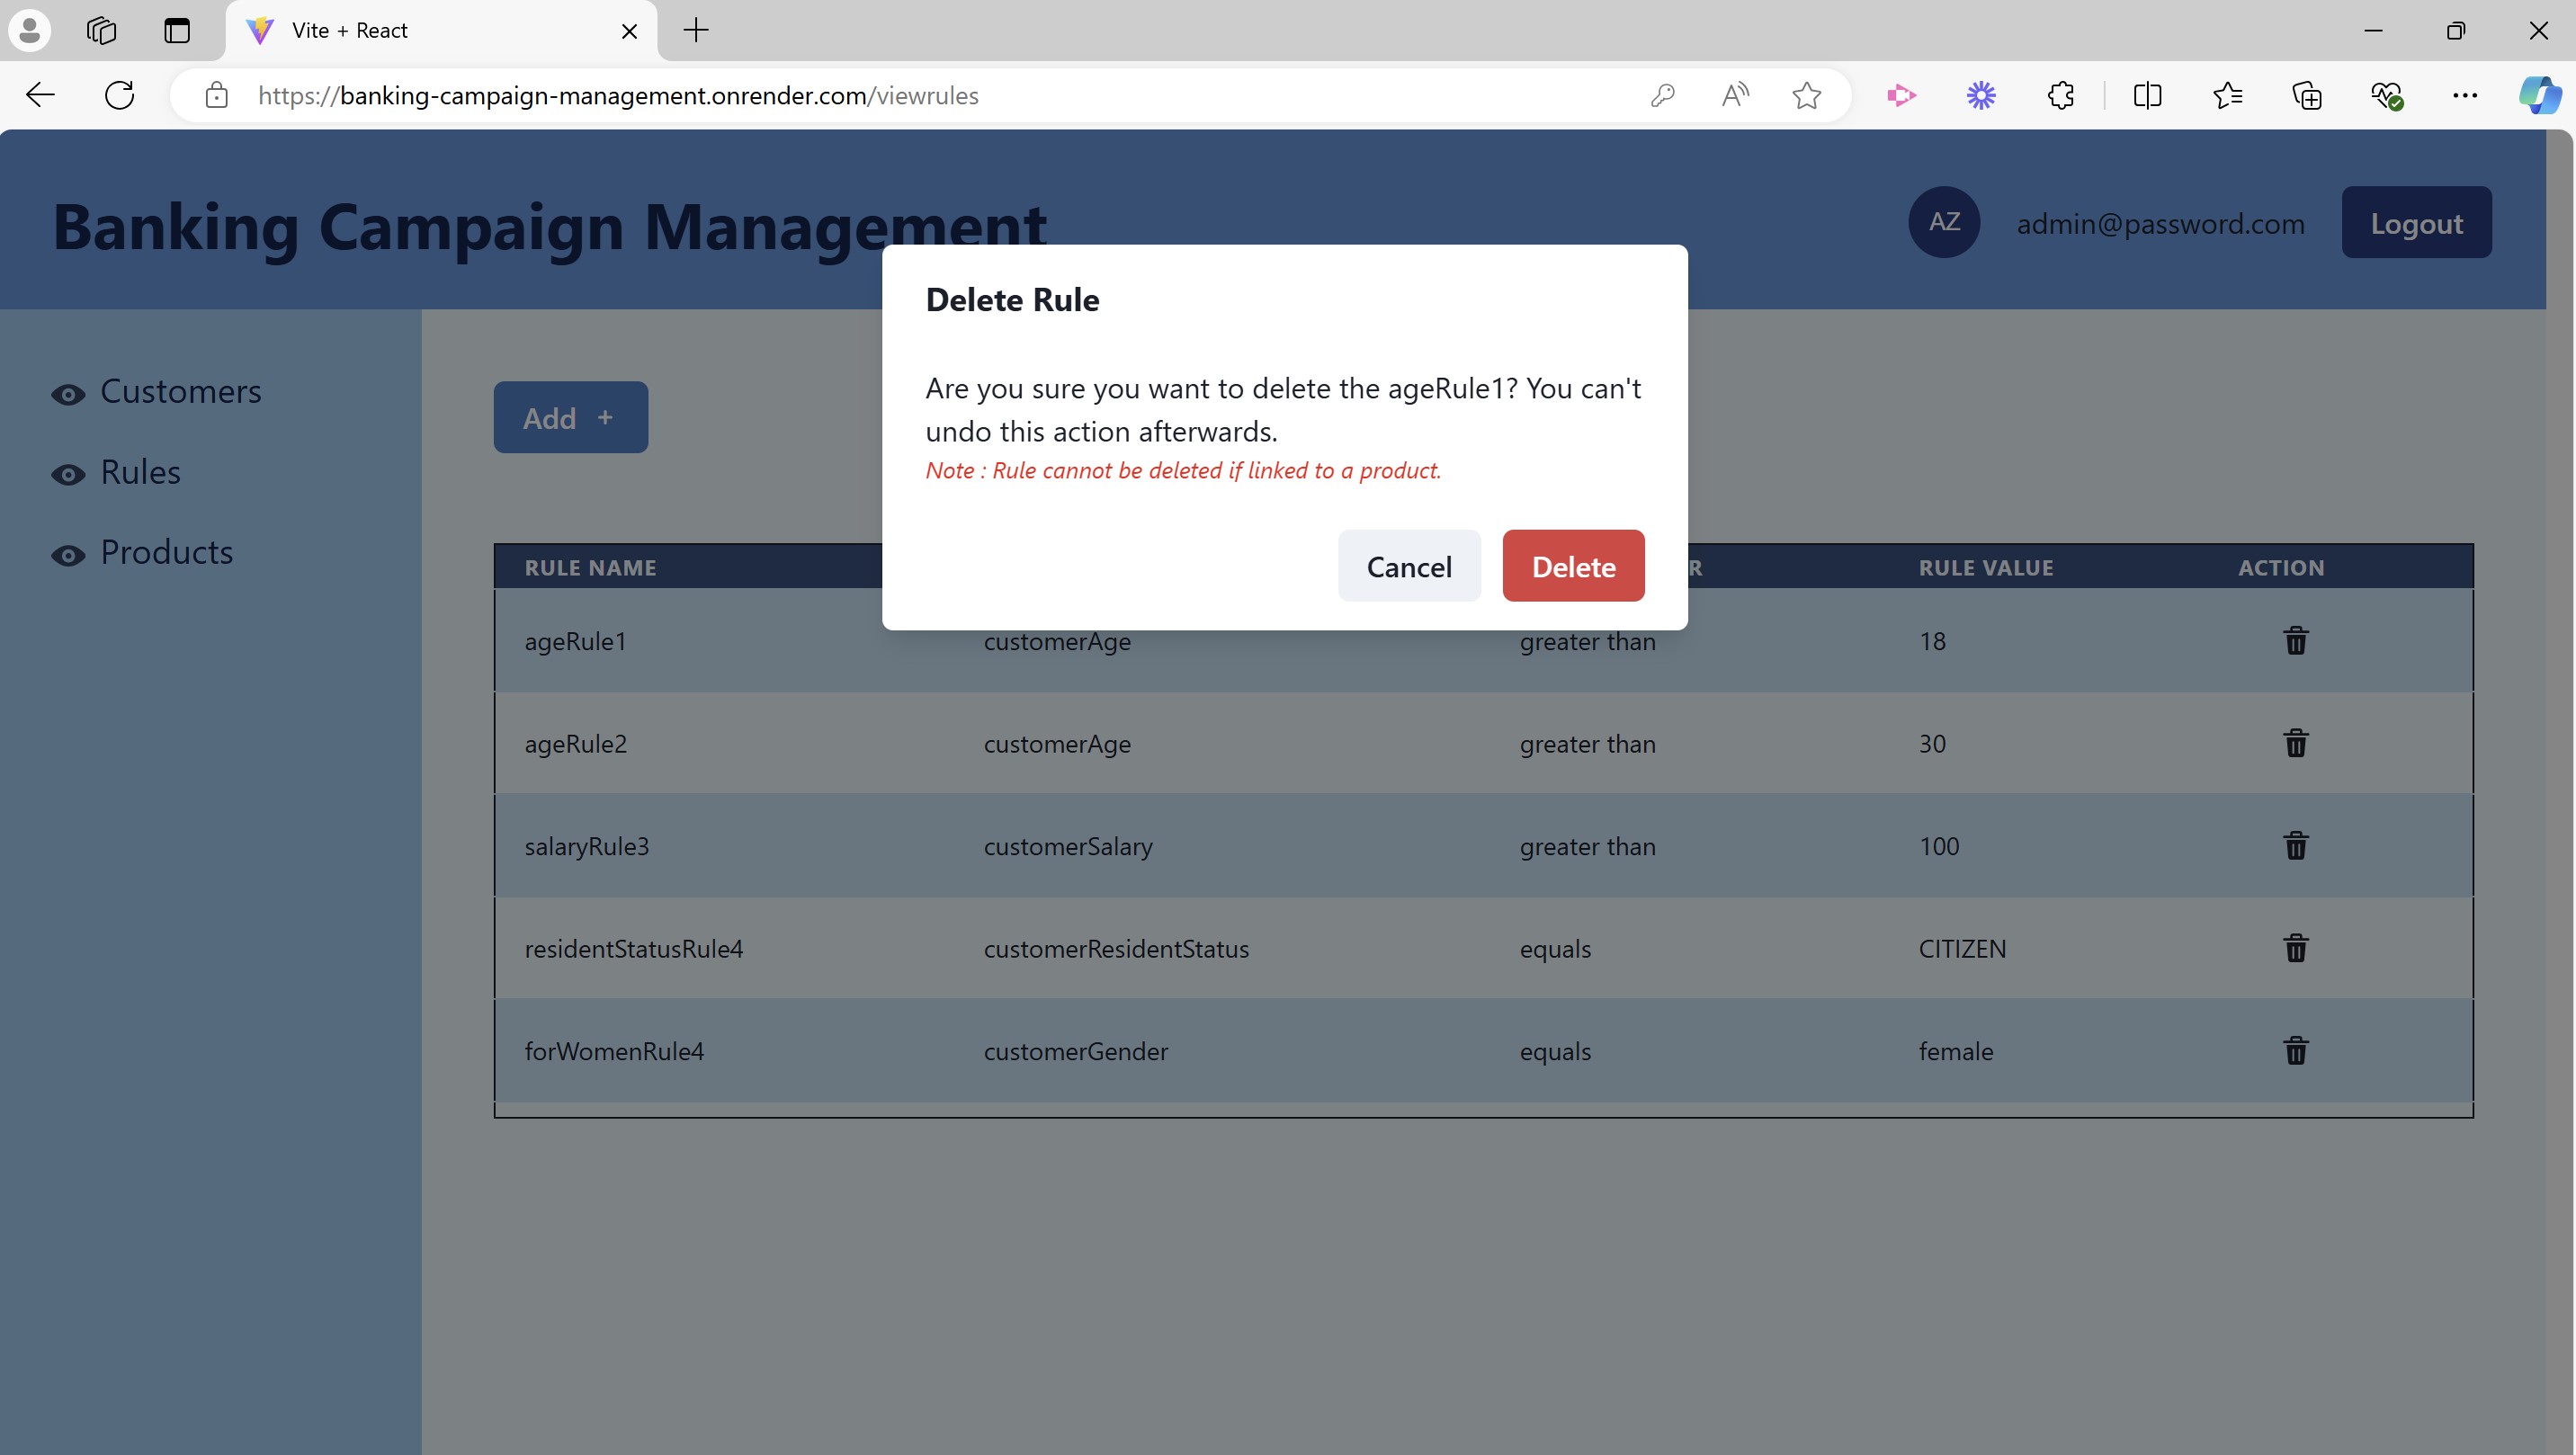 Vite + React
https://banking-campaign-management.onrender.com/viewrules
Banking Campaign Management
AZ
admin@password.com
Logout
Customers
Rules
Products
Add +
Delete Rule
Are you sure you want to delete the ageRule1? You can't
undo this action afterwards.
Note : Rule cannot be deleted if linked to a product.
Cancel
Delete
RULE NAME R RULE VALUE ACTION
ageRule1 customerAge greater than 18
ageRule2 customerAge greater than 30
salaryRule3 customerSalary greater than 100
residentStatusRule4 customerResidentStatus equals CITIZEN
forWomenRule4 customerGender equals female